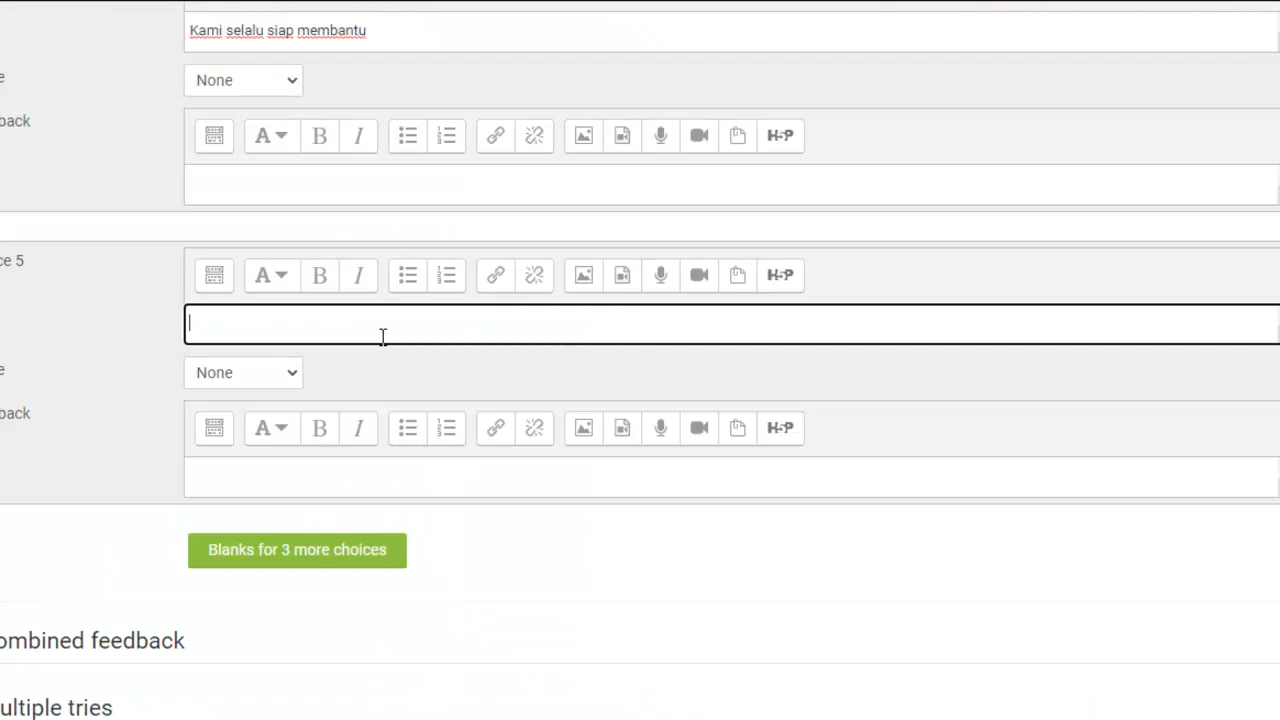 Kami selalu siap membantu
e
None
back
A B I H-P
ce 5
A B I H-P
e
None
back
A B I H-P
Blanks for 3 more choices
ombined feedback
ultiple tries